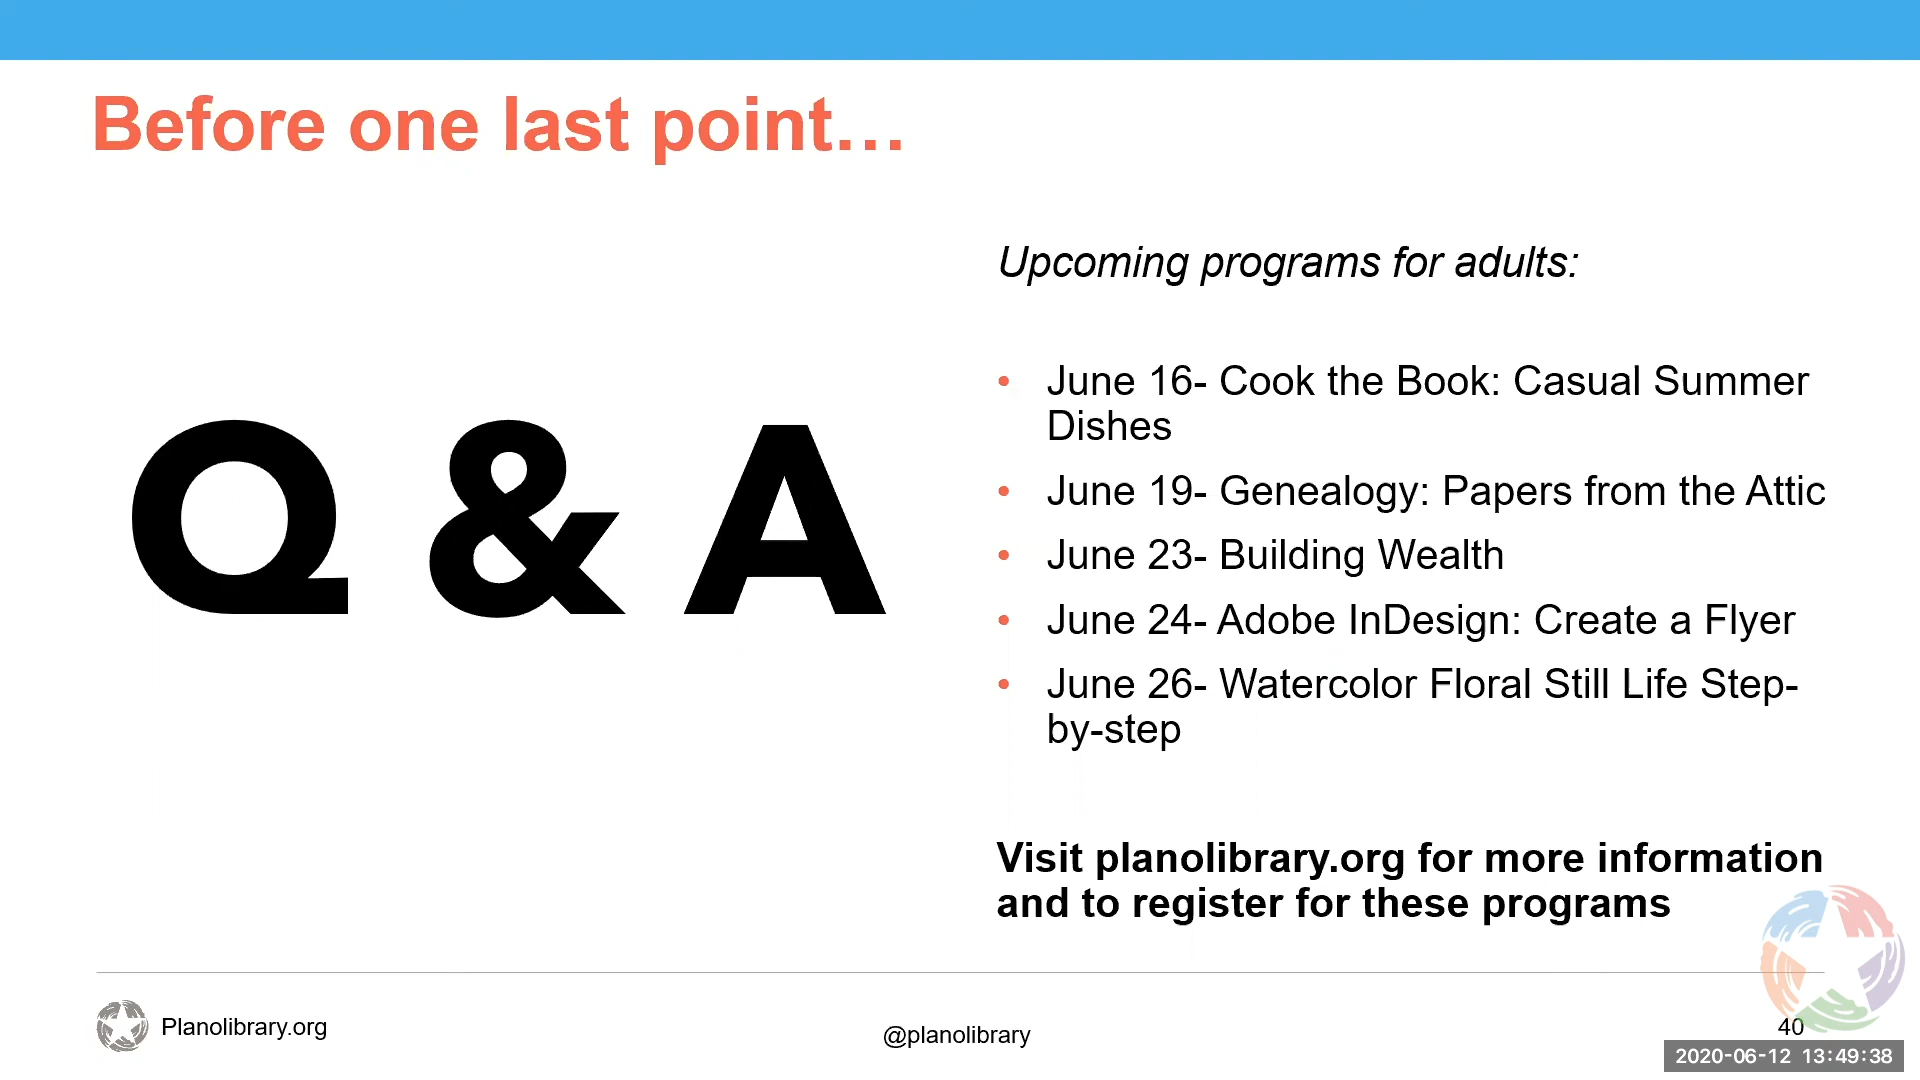 Before one last point…
Q & A
Upcoming programs for adults:
• June 16- Cook the Book: Casual Summer
Dishes
• June 19- Genealogy: Papers from the Attic
• June 23- Building Wealth
• June 24- Adobe InDesign: Create a Flyer
• June 26- Watercolor Floral Still Life Step-
by-step
Visit planolibrary.org for more information
and to register for these programs
Planolibrary.org
@planolibrary
40
2020-06-12 13:49:38